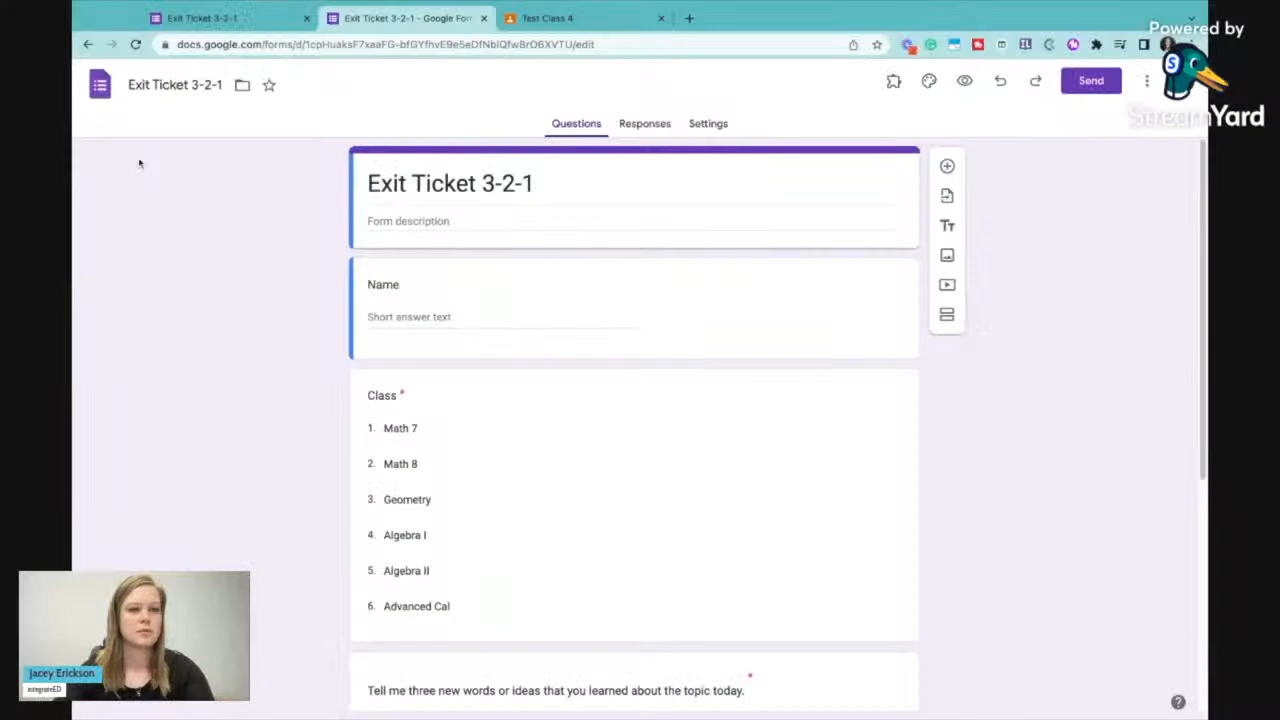 Exit Ticket 3-2-1
Exit Ticket 3-2-1 - Google For
Test Class 4
Powered by
StreamYard
Exit Ticket 3-2-1
Send
Questions
Responses
Settings
Exit Ticket 3-2-1
Form description
Name
Short answer text
Class *
1. Math 7
2. Math 8
3. Geometry
4. Algebra I
5. Algebra II
6. Advanced Cal
Tell me three new words or ideas that you learned about the topic today. *
Jacey Erickson
integrateED